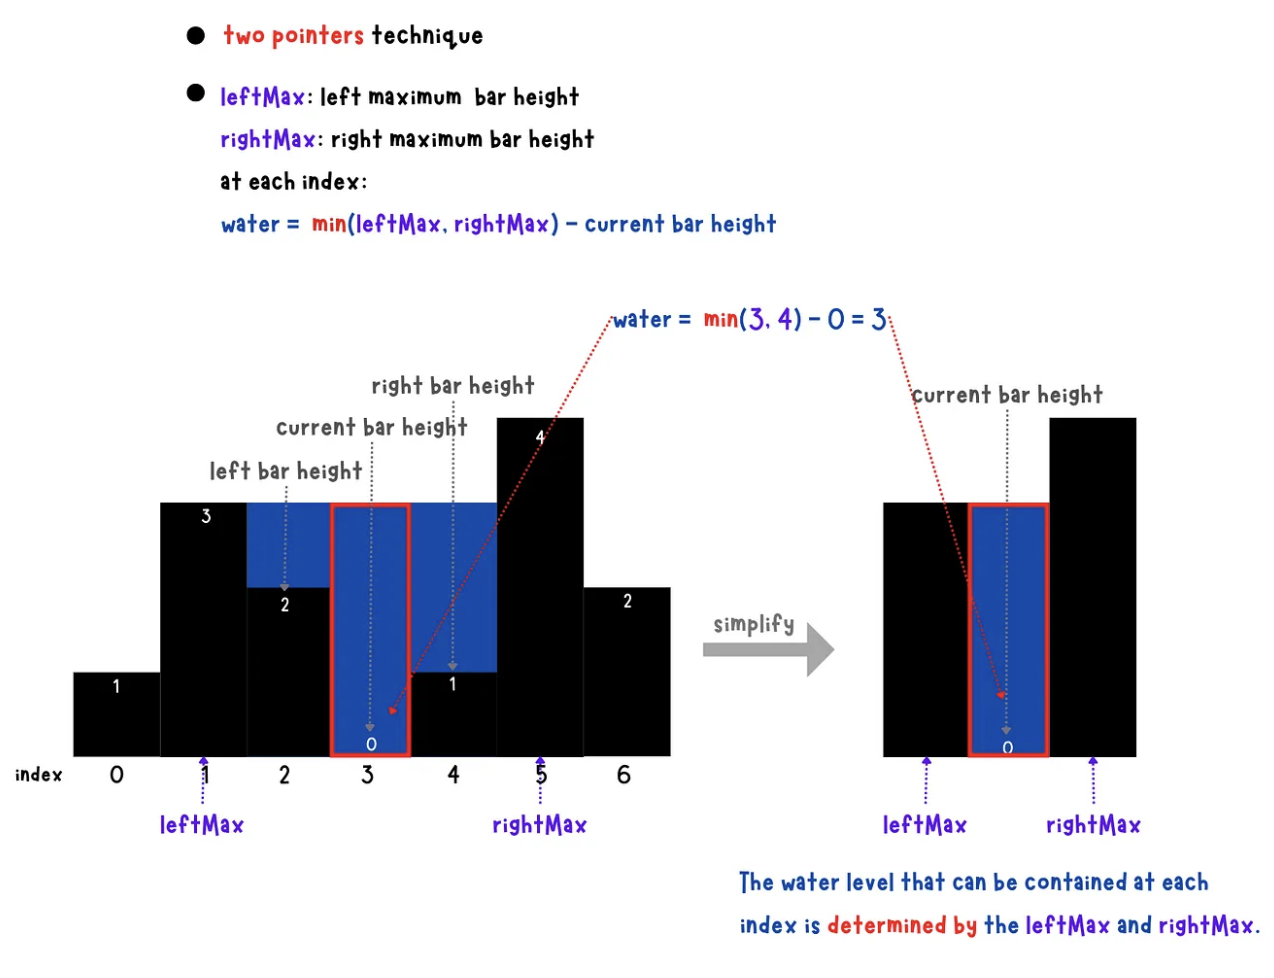 two pointers technique
leftMax: left maximum bar height
rightMax: right maximum bar height
at each index:
water = min(leftMax, rightMax) - current bar height
water = min(3, 4) - 0 = 3
right bar height
current bar height
left bar height
current bar height
4
3
2
2
1
1
0
0
simplify
index 0 1 2 3 4 5 6
leftMax rightMax leftMax rightMax
The water level that can be contained at each
index is determined by the leftMax and rightMax.